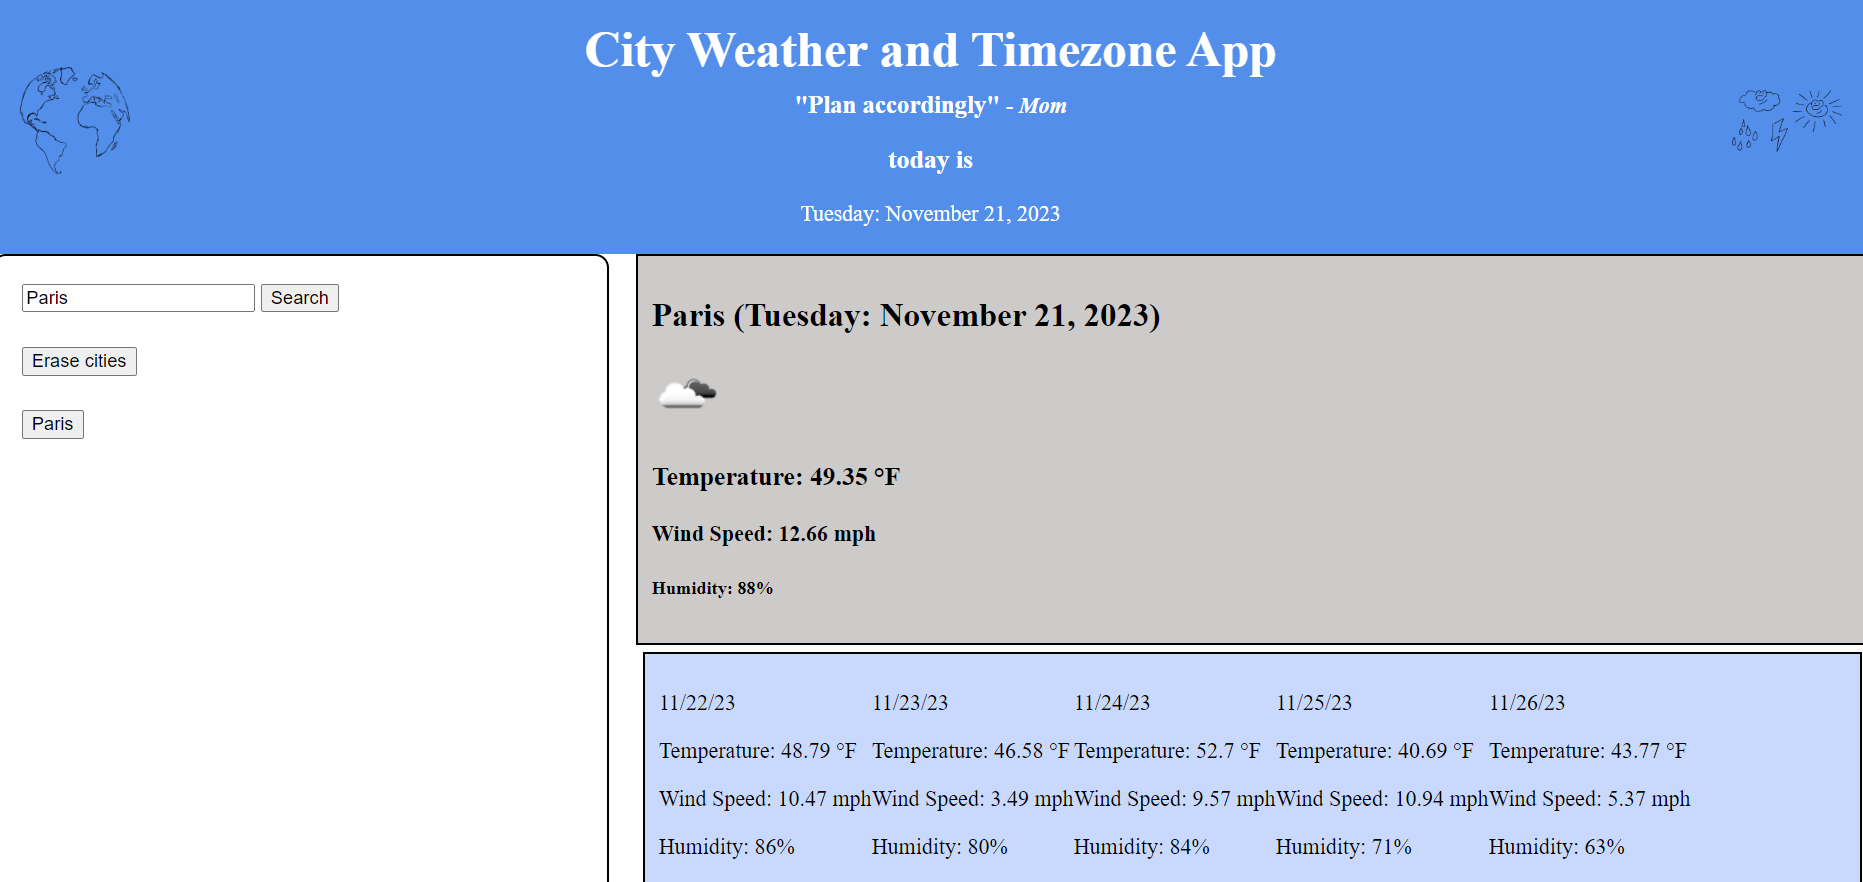 City Weather and Timezone App
"Plan accordingly" - Mom
today is
Tuesday: November 21, 2023
Paris Search
Erase cities
Paris
Paris (Tuesday: November 21, 2023)
Temperature: 49.35 °F
Wind Speed: 12.66 mph
Humidity: 88%
11/22/23 11/23/23 11/24/23 11/25/23 11/26/23
Temperature: 48.79 °F Temperature: 46.58 °F Temperature: 52.7 °F Temperature: 40.69 °F Temperature: 43.77 °F
Wind Speed: 10.47 mph Wind Speed: 3.49 mph Wind Speed: 9.57 mph Wind Speed: 10.94 mph Wind Speed: 5.37 mph
Humidity: 86% Humidity: 80% Humidity: 84% Humidity: 71% Humidity: 63%